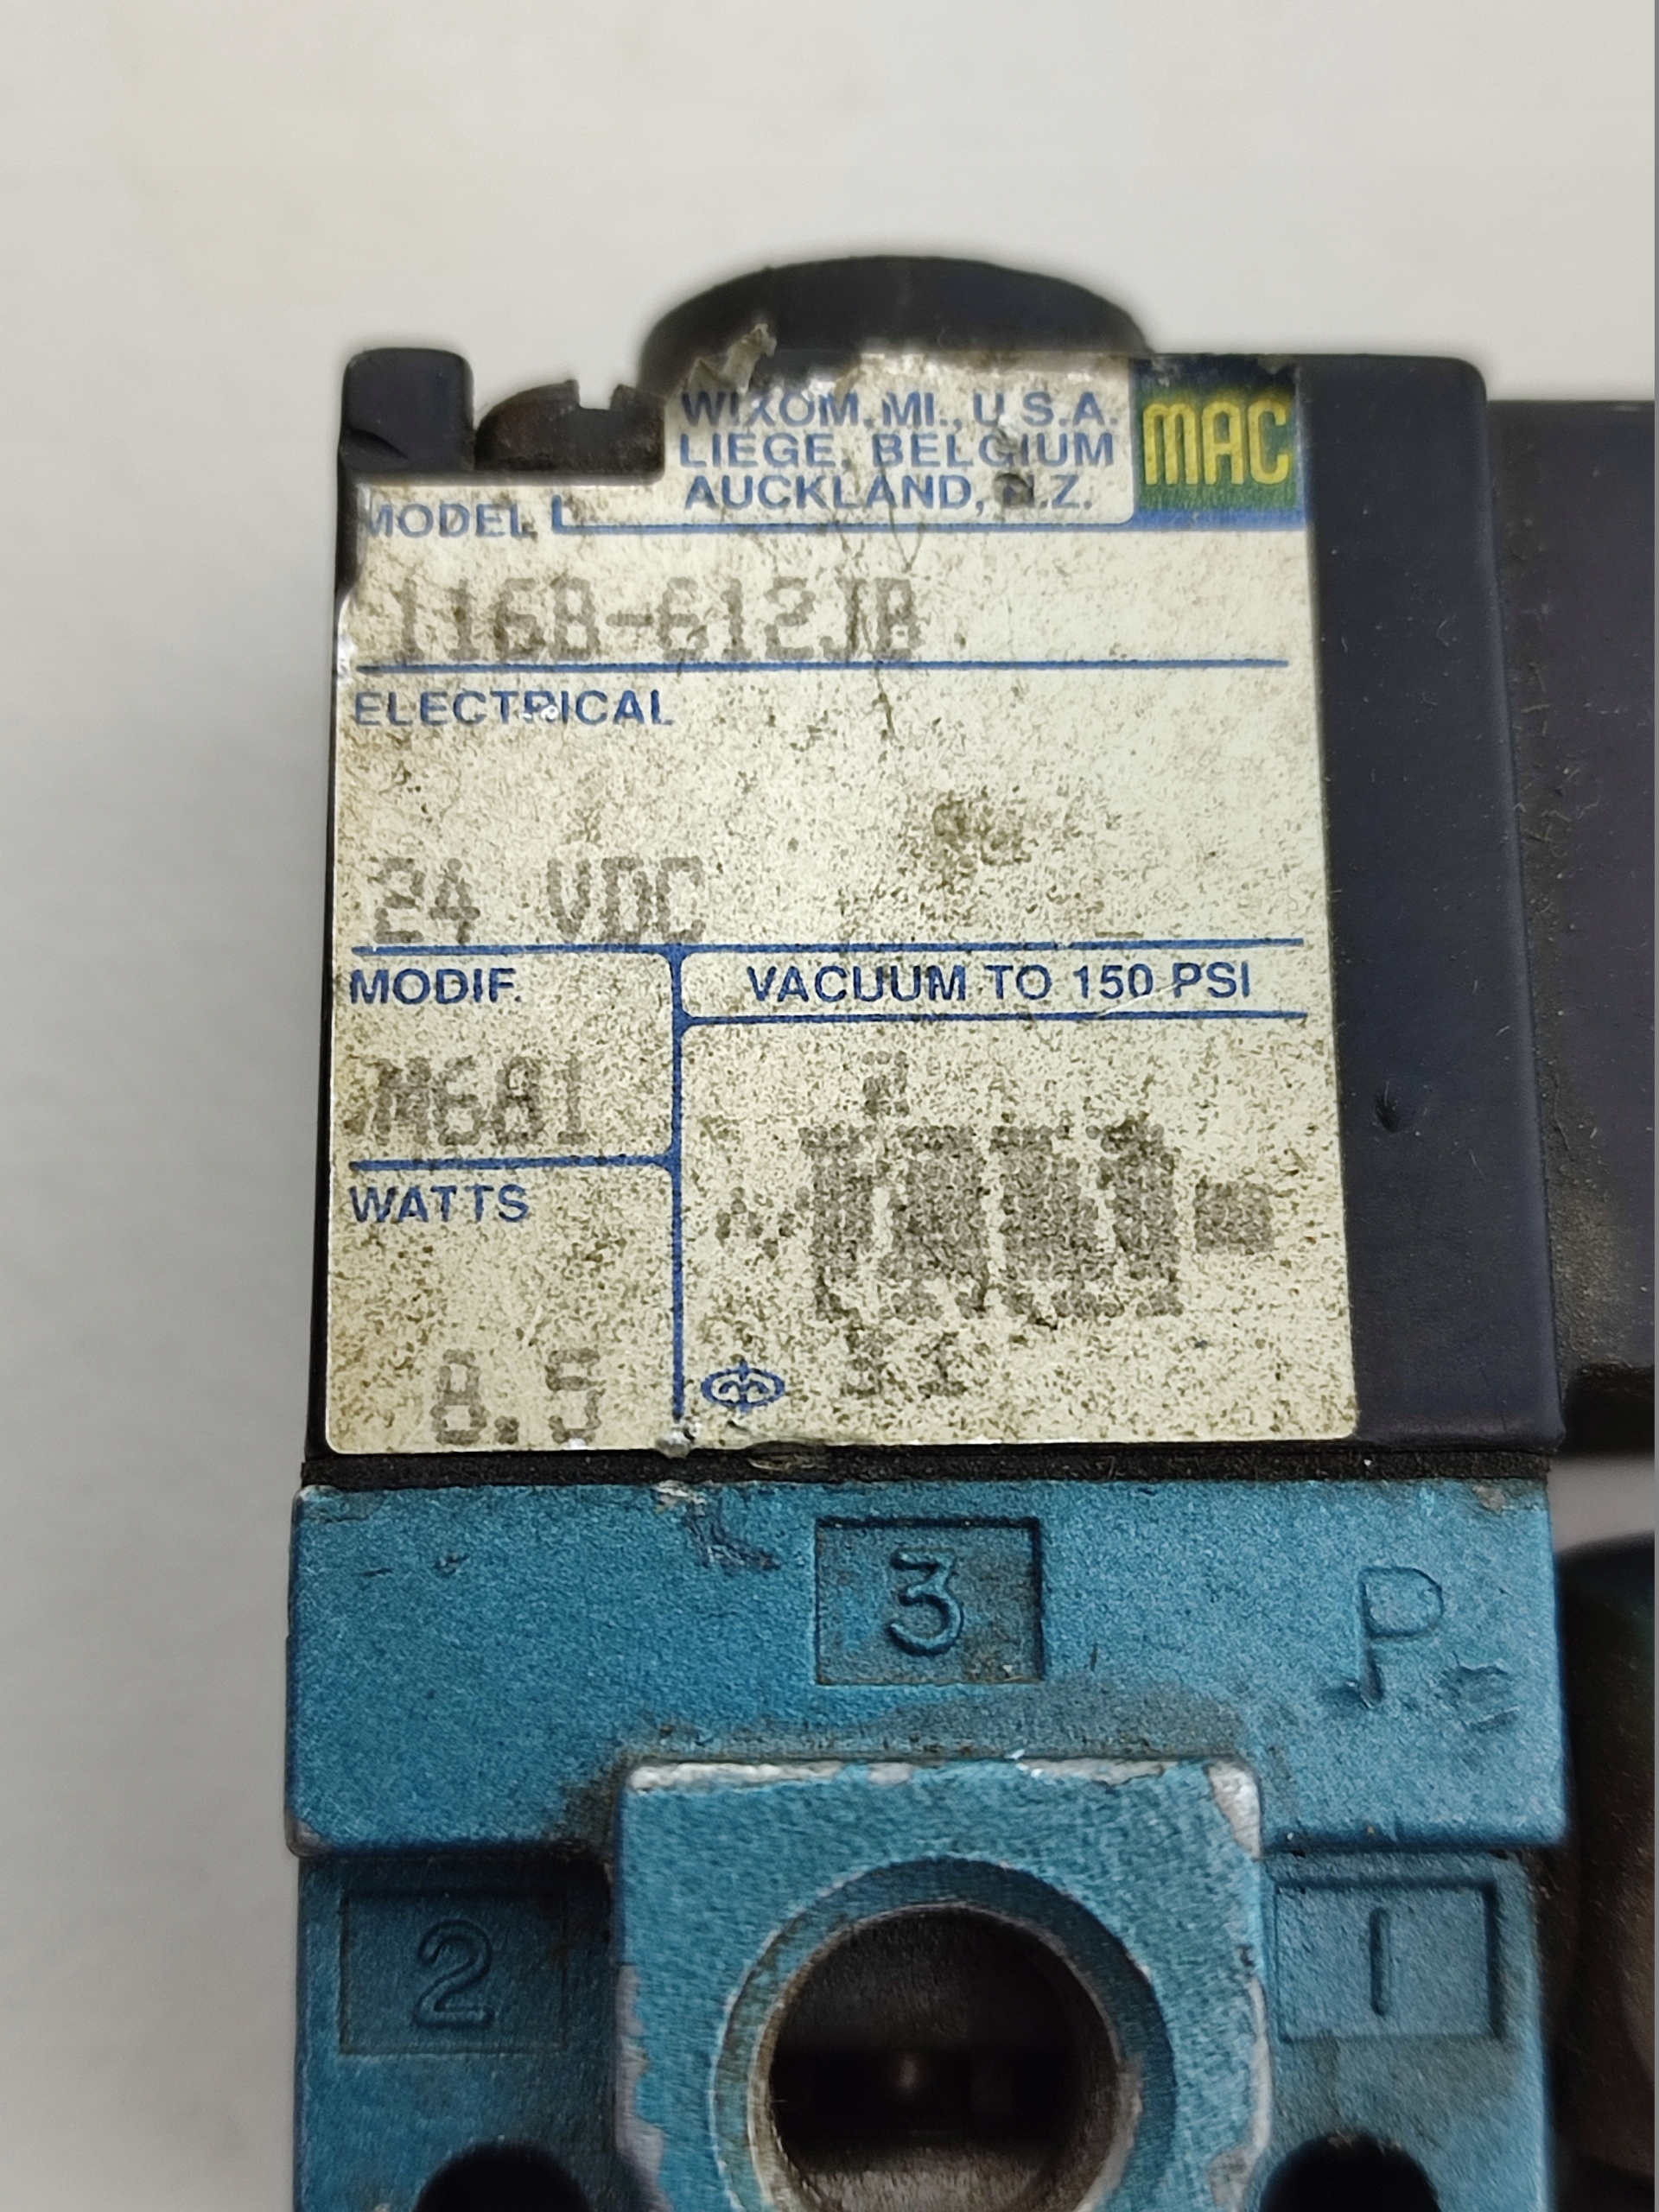 WIXOM, MI., U.S.A.
LIEGE, BELGIUM
AUCKLAND, N.Z.
MAC
MODEL
116B-612JB
ELECTRICAL
24 VDC
MODIF.
VACUUM TO 150 PSI
M681
2
WATTS
8.5
3
P
2
1